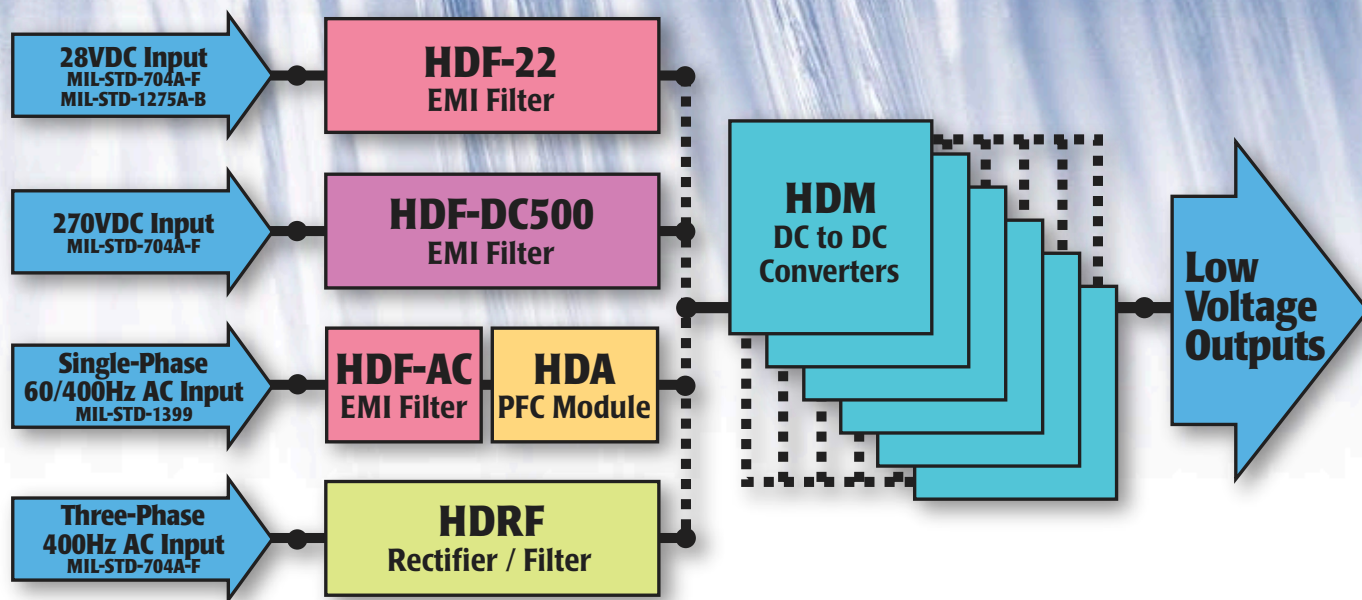 28VDC Input
MIL-STD-704A-F
MIL-STD-1275A-B
HDF-22
EMI Filter
270VDC Input
MIL-STD-704A-F
HDF-DC500
EMI Filter
Single-Phase
60/400Hz AC Input
MIL-STD-1399
HDF-AC
EMI Filter
HDA
PFC Module
Three-Phase
400Hz AC Input
MIL-STD-704A-F
HDRF
Rectifier / Filter
HDM
DC to DC
Converters
Low
Voltage
Outputs